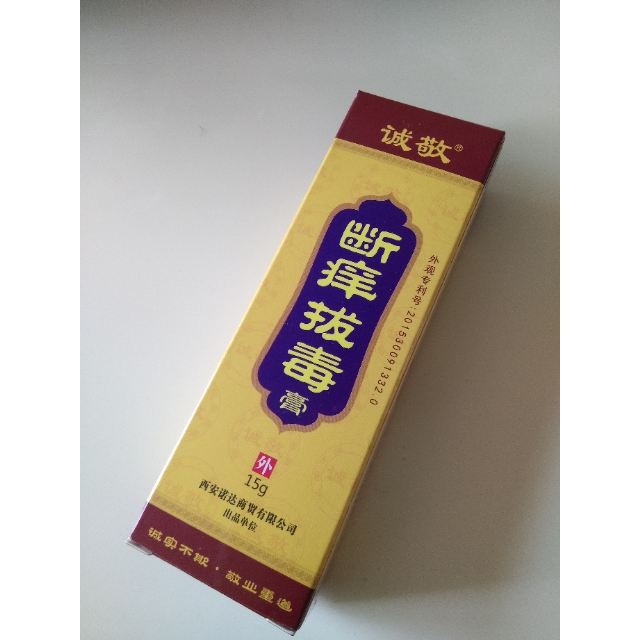 诚敬®
断痒拔毒膏
外观专利号:201530091332.0
外
15g
西安诺达商贸有限公司
出品单位
诚实不欺·敬业重道